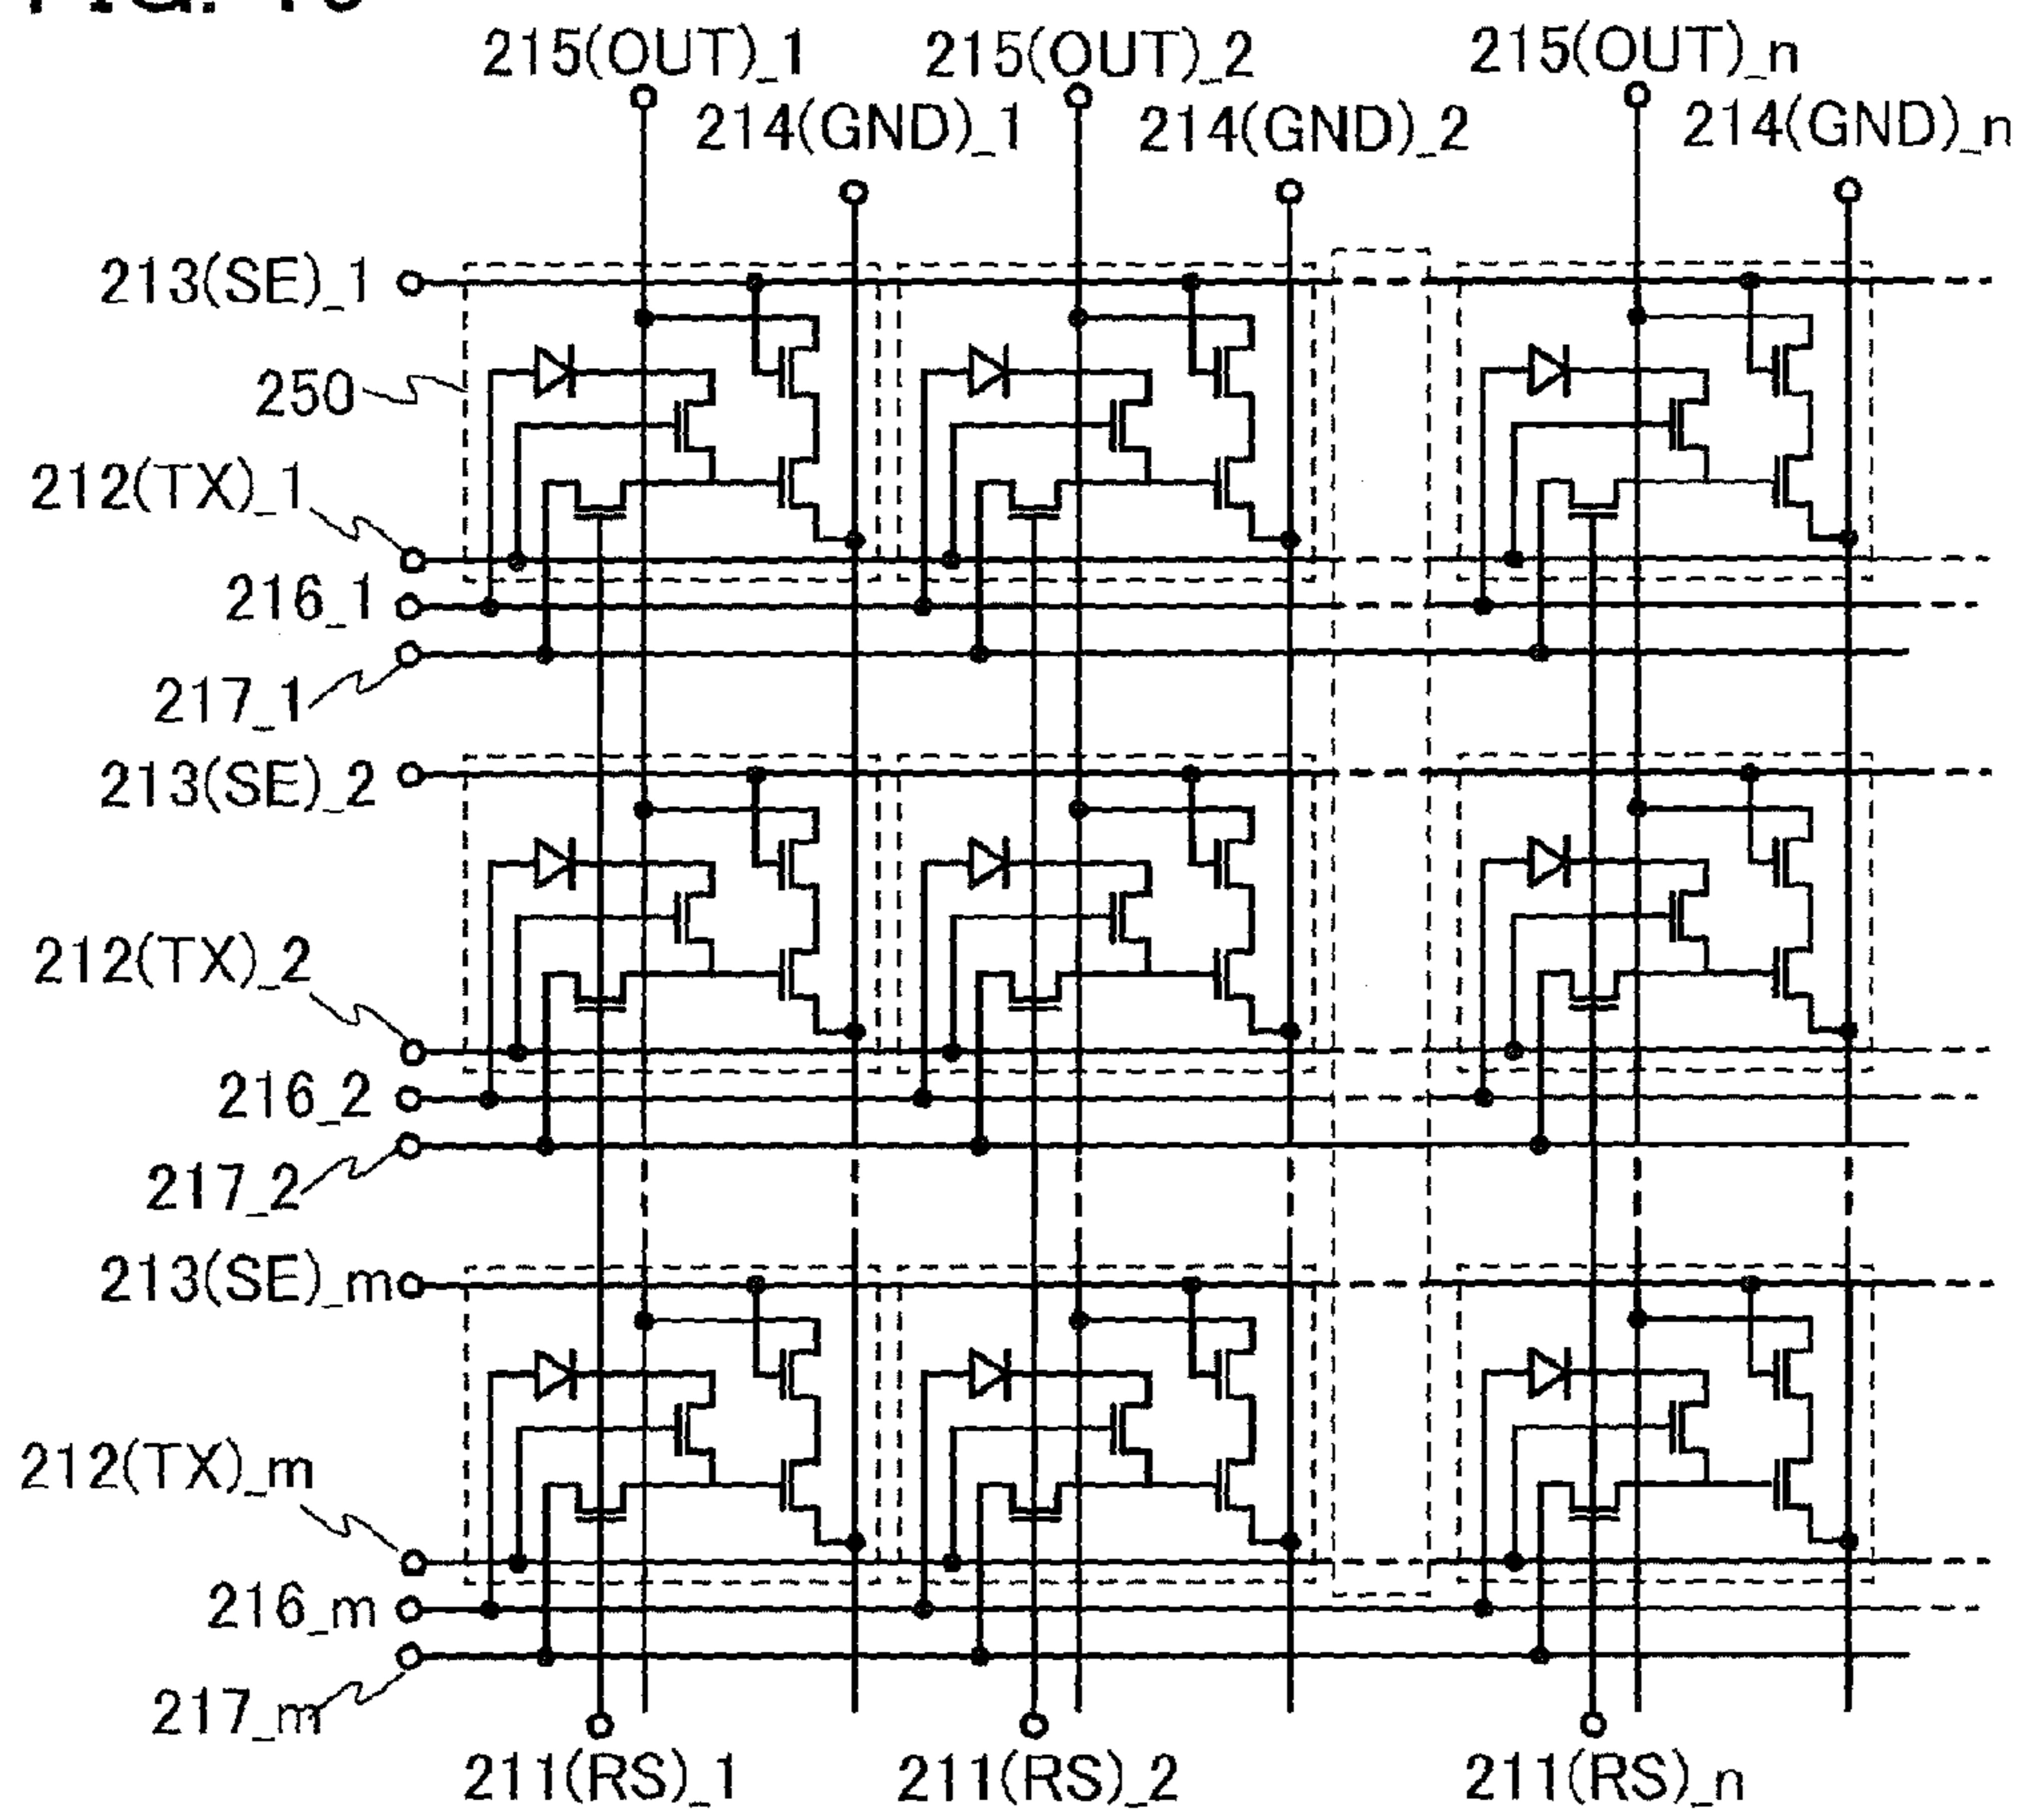 215(OUT)_1 215(OUT)_2 215(OUT)_n
214(GND)_1 214(GND)_2 214(GND)_n
213(SE)_1
250
212(TX)_1
216_1
217_1
213(SE)_2
212(TX)_2
216_2
217_2
213(SE)_m
212(TX)_m
216_m
217_m
211(RS)_1 211(RS)_2 211(RS)_n